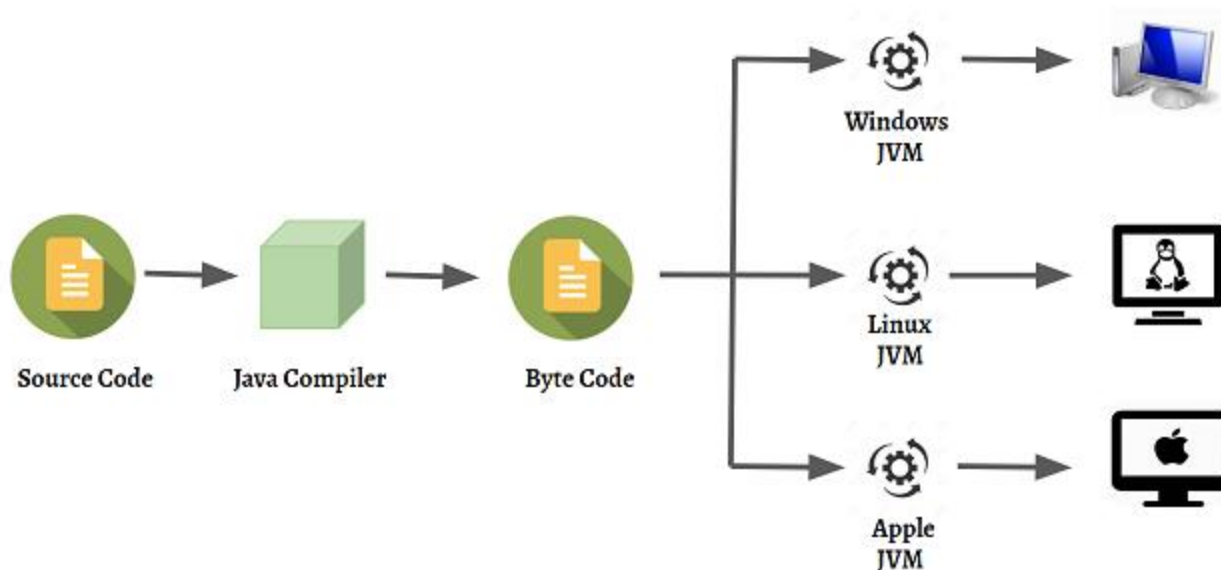 Windows
JVM
Source Code
Java Compiler
Byte Code
Linux
JVM
Apple
JVM